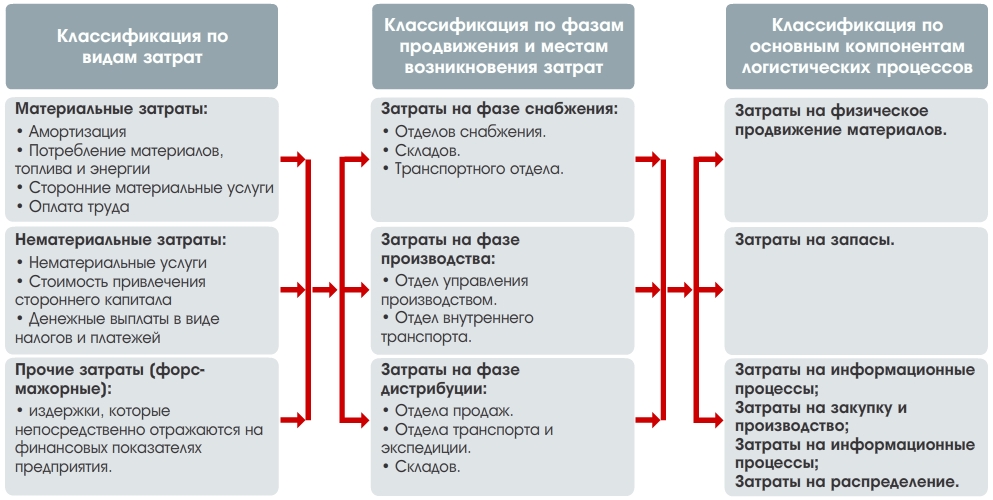 Классификация по
видам затрат
Материальные затраты:
• Амортизация
• Потребление материалов,
топлива и энергии
• Сторонние материальные услуги
• Оплата труда
Нематериальные затраты:
• Нематериальные услуги
• Стоимость привлечения
стороннего капитала
• Денежные выплаты в виде
налогов и платежей
Прочие затраты (форс-
мажорные):
• издержки, которые
непосредственно отражаются на
финансовых показателях
предприятия.
Классификация по фазам
продвижения и местам
возникновения затрат
Затраты на фазе снабжения:
• Отделов снабжения.
• Складов.
• Транспортного отдела.
Затраты на фазе
производства:
• Отдел управления
производством.
• Отдел внутреннего
транспорта.
Затраты на фазе
дистрибуции:
• Отдела продаж.
• Отдела транспорта и
экспедиции.
• Складов.
Классификация по
основным компонентам
логистических процессов
Затраты на физическое
продвижение материалов.
Затраты на запасы.
Затраты на информационные
процессы;
Затраты на закупку и
производство;
Затраты на информационные
процессы;
Затраты на распределение.